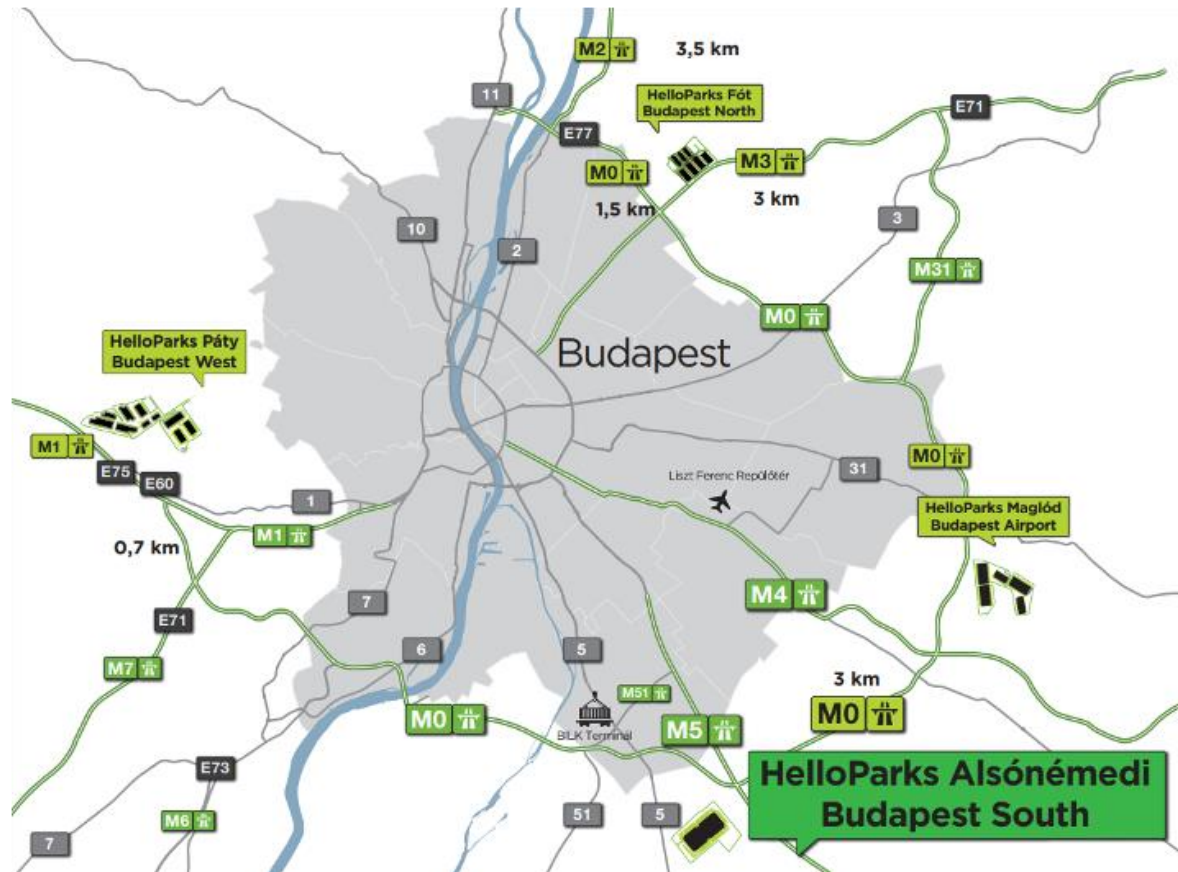 M2
3,5 km
11
HelloParks Fót
Budapest North
E71
E77
M3
M0
3 km
1,5 km
3
10
2
M31
M0
HelloParks Páty
Budapest West
Budapest
M1
M0
31
E75
E60
Liszt Ferenc Repülőtér
1
HelloParks Maglód
Budapest Airport
M1
0,7 km
M4
7
E71
6
5
M7
3 km
M51
M0
M0
M5
BILK Terminál
HelloParks Alsónémedi
Budapest South
E73
M6
51
5
7